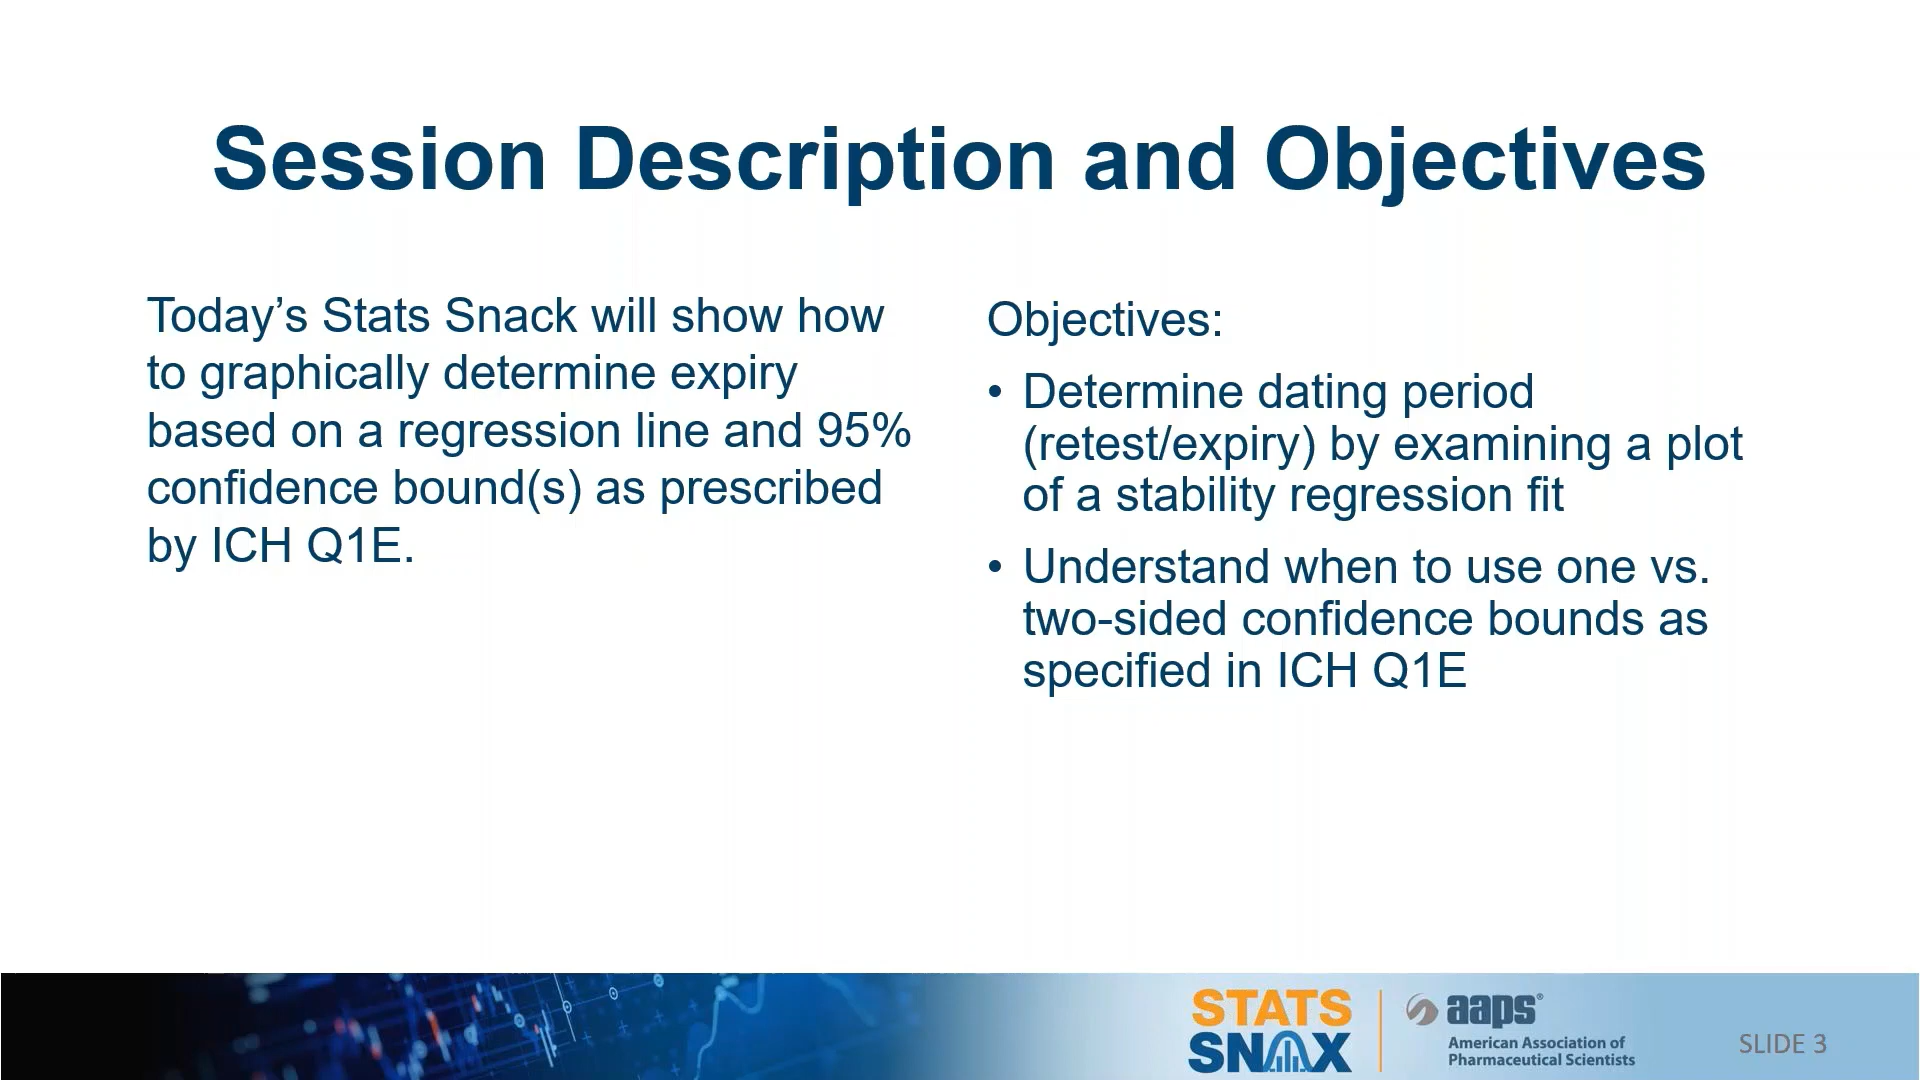 Session Description and Objectives
Today’s Stats Snack will show how
to graphically determine expiry
based on a regression line and 95%
confidence bound(s) as prescribed
by ICH Q1E.
Objectives:
• Determine dating period
(retest/expiry) by examining a plot
of a stability regression fit
• Understand when to use one vs.
two-sided confidence bounds as
specified in ICH Q1E
STATS
SNAX
aaps®
American Association of
Pharmaceutical Scientists
SLIDE 3